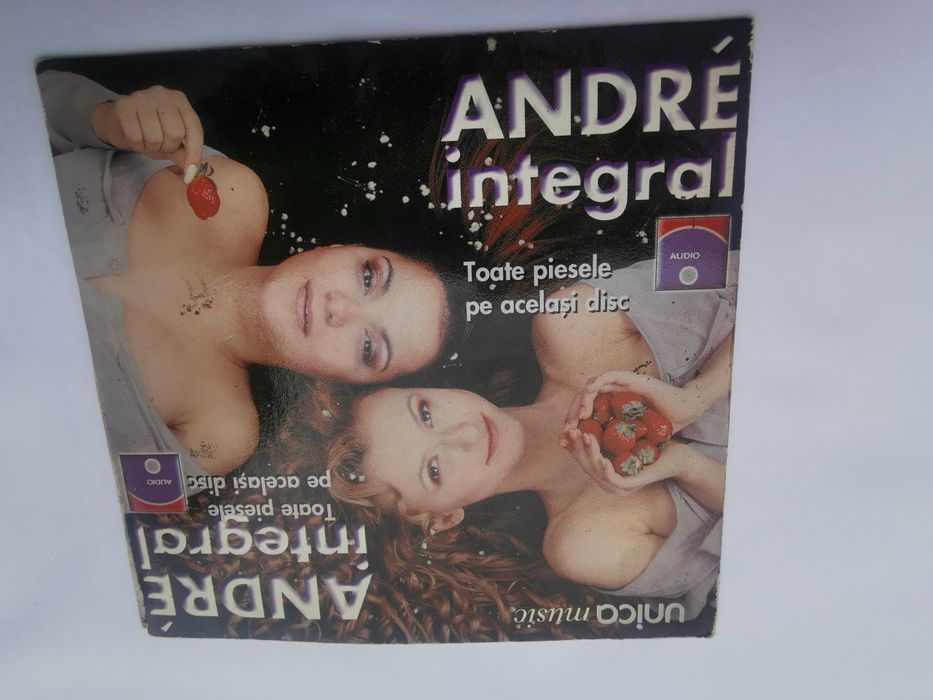 ANDRÉ
integral
AUDIO
Toate piesele
pe același disc
ANDRÉ
integral
Toate piesele
pe același disc
AUDIO
unica music